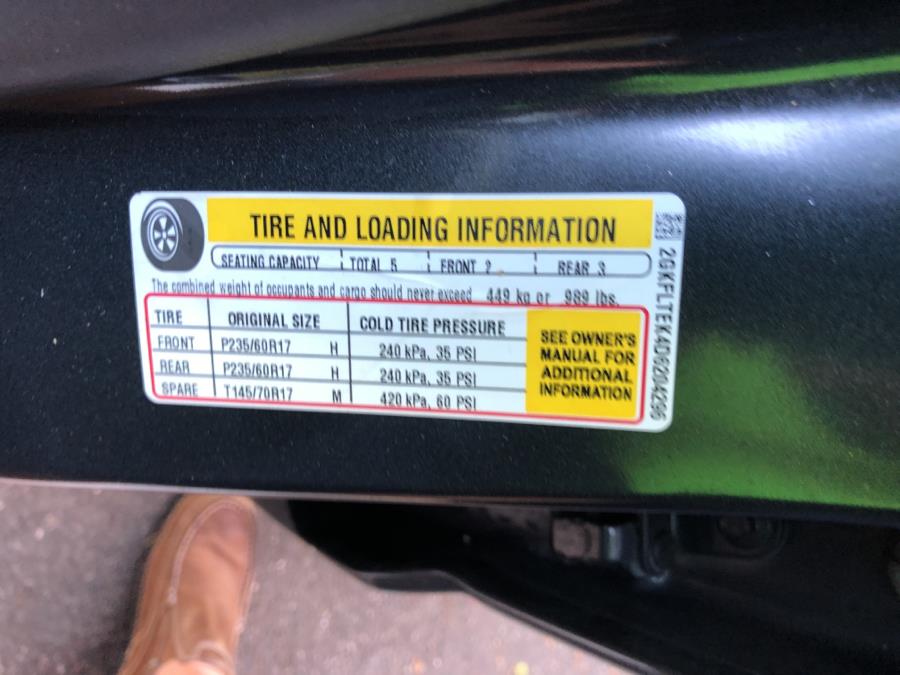 TIRE AND LOADING INFORMATION
SEATING CAPACITY TOTAL 5 FRONT 2 REAR 3
The combined weight of occupants and cargo should never exceed 449 kg or 989 lbs.
TIRE ORIGINAL SIZE COLD TIRE PRESSURE
FRONT P235/60R17 H 240 kPa, 35 PSI
REAR P235/60R17 H 240 kPa, 35 PSI
SPARE T145/70R17 M 420 kPa, 60 PSI
SEE OWNER'S
MANUAL FOR
ADDITIONAL
INFORMATION
2GKFLTEK4D6204296